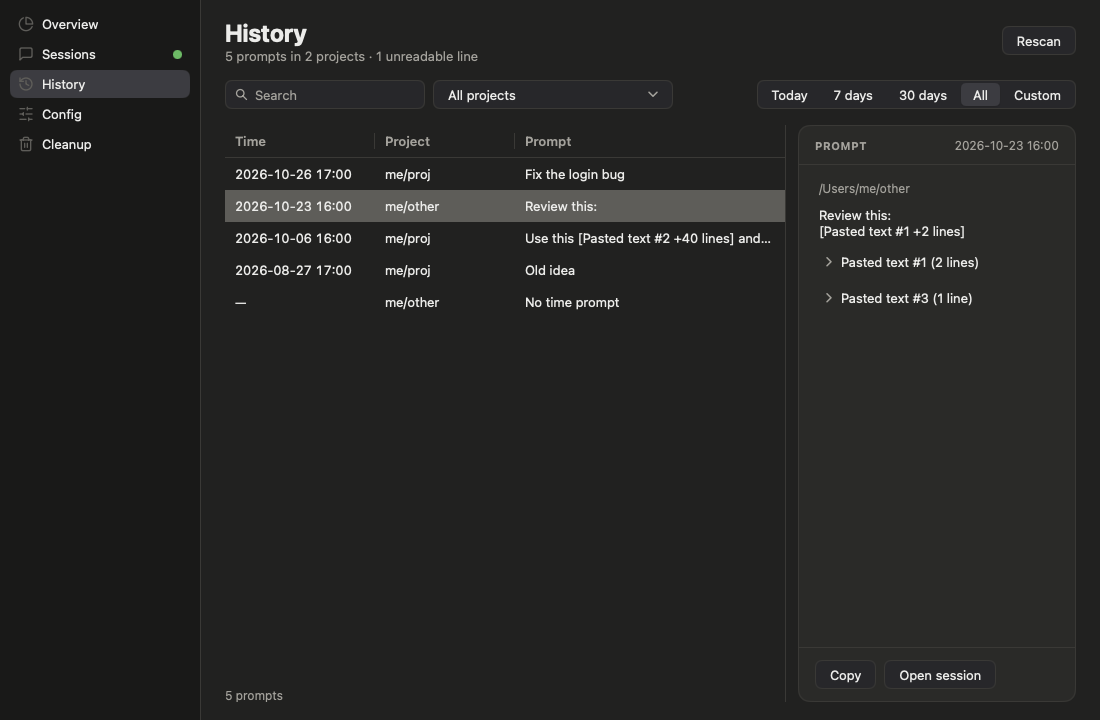 Overview
Sessions
History
Config
Cleanup
History
5 prompts in 2 projects · 1 unreadable line
Rescan
Search
All projects
Today
7 days
30 days
All
Custom
Time Project Prompt
2026-10-26 17:00 me/proj Fix the login bug
2026-10-23 16:00 me/other Review this:
2026-10-06 16:00 me/proj Use this [Pasted text #2 +40 lines] and...
2026-08-27 17:00 me/proj Old idea
— me/other No time prompt
5 prompts
PROMPT 2026-10-23 16:00
/Users/me/other
Review this:
[Pasted text #1 +2 lines]
Pasted text #1 (2 lines)
Pasted text #3 (1 line)
Copy
Open session